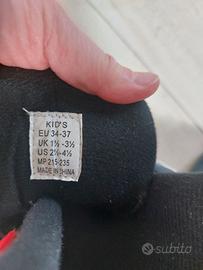 KID'S
EU 34-37
UK 1½ -3½
US 2½-4½
MP 215-235
MADE IN CHINA
subito